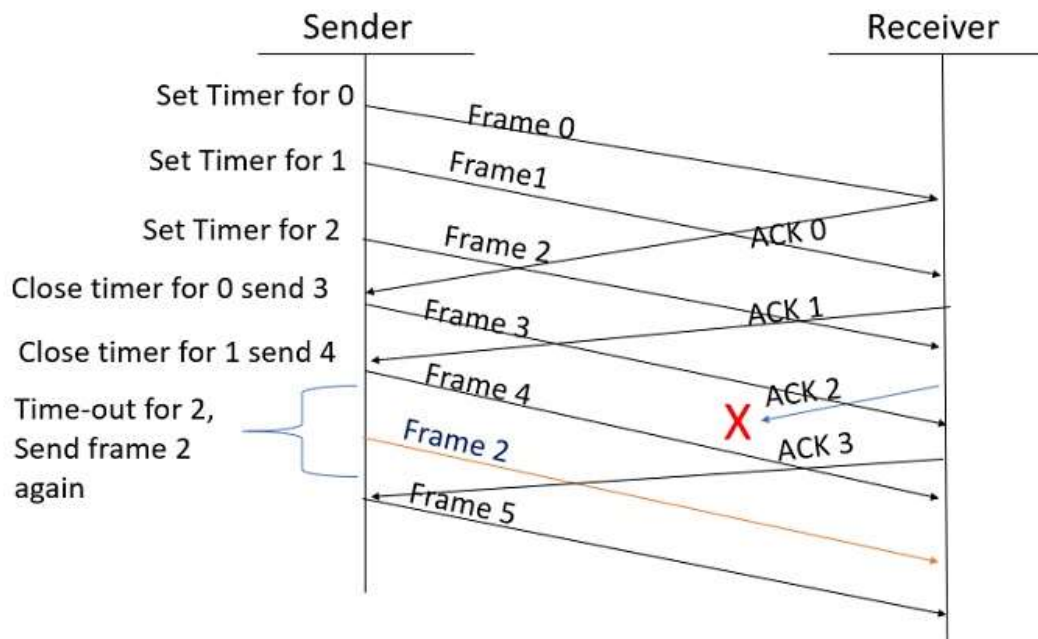 Sender
Receiver
Set Timer for 0
Frame 0
Set Timer for 1
Frame1
ACK 0
Set Timer for 2
Frame 2
Close timer for 0 send 3
Frame 3
ACK 1
Close timer for 1 send 4
Frame 4
ACK 2
Time-out for 2,
Send frame 2
again
X
Frame 2
ACK 3
Frame 5